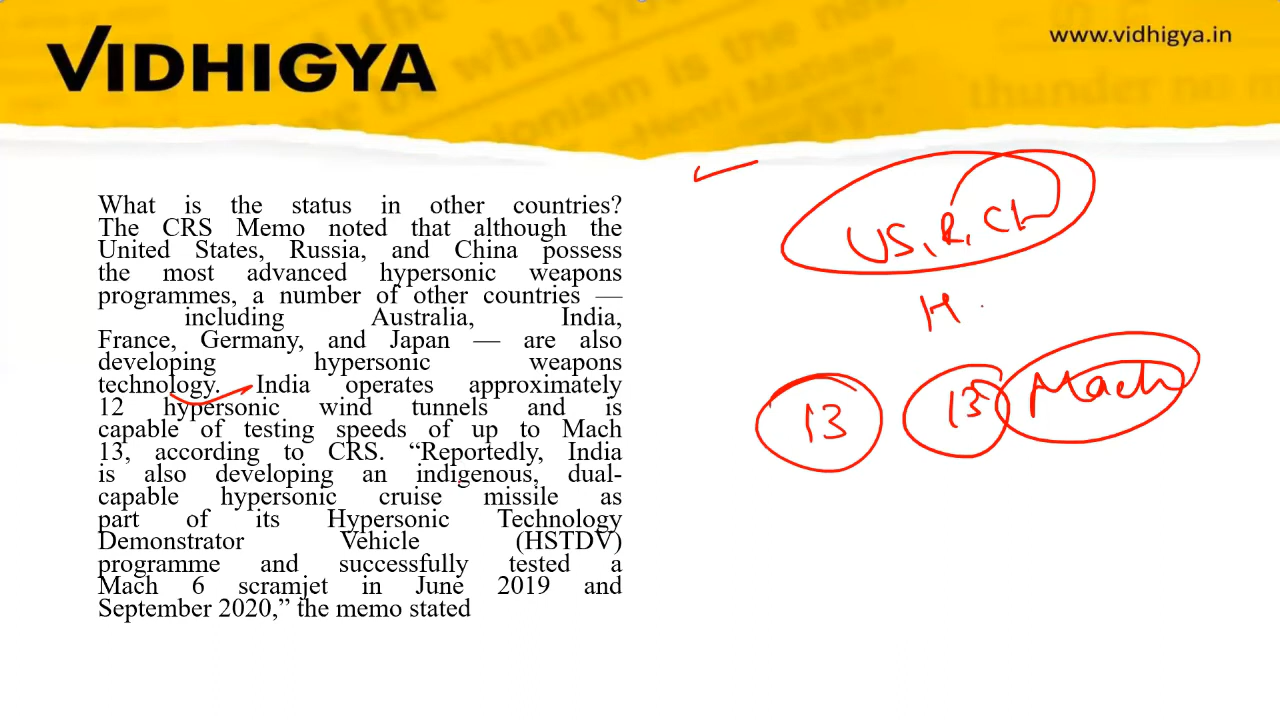 VIDHIGYA
www.vidhigya.in
What is the status in other countries?
The CRS Memo noted that although the
United States, Russia, and China possess
the most advanced hypersonic weapons
programmes, a number of other countries —
including Australia, India,
France, Germany, and Japan — are also
developing hypersonic weapons
technology. India operates approximately
12 hypersonic wind tunnels and is
capable of testing speeds of up to Mach
13, according to CRS. “Reportedly, India
is also developing an indigenous, dual-
capable hypersonic cruise missile as
part of its Hypersonic Technology
Demonstrator Vehicle (HSTDV)
programme and successfully tested a
Mach 6 scramjet in June 2019 and
September 2020,” the memo stated
US, R, Ch
H
13 13 Mach